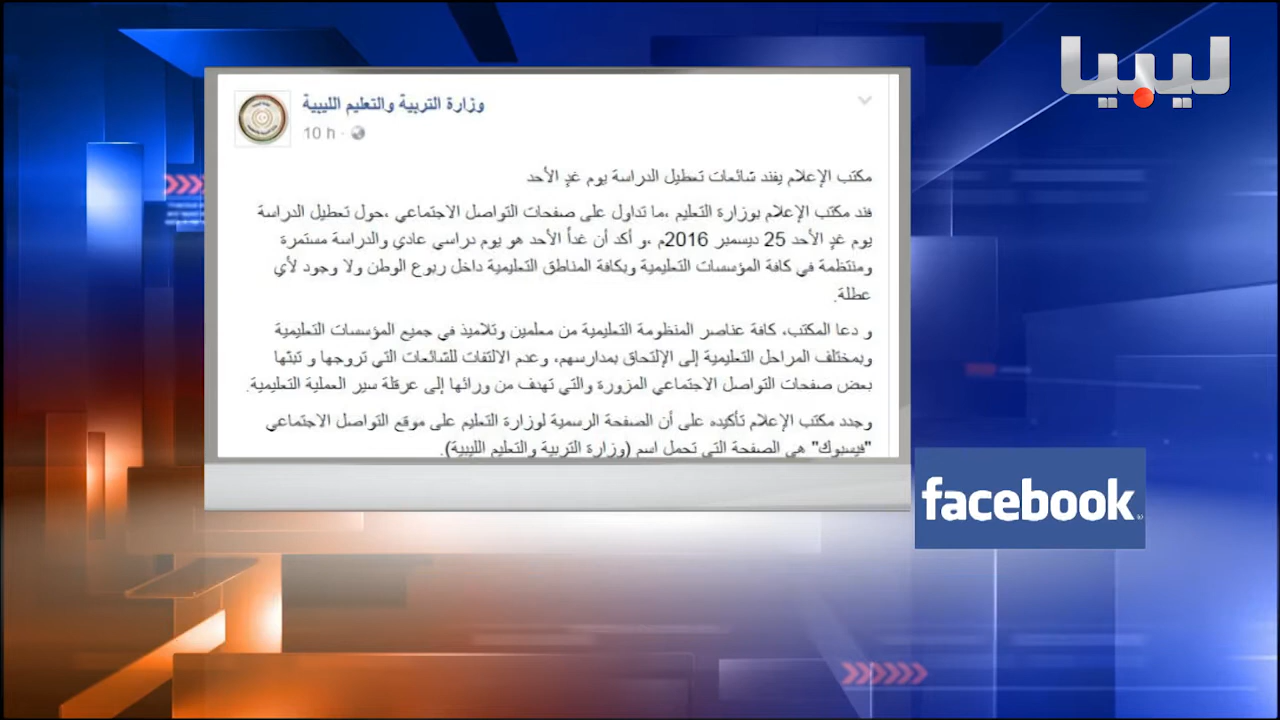 ليبيا
وزارة التربية والتعليم الليبية
10 h ·
مكتب الإعلام يفند شائعات تعطيل الدراسة يوم غدٍ الأحد
فند مكتب الإعلام بوزارة التعليم ،ما تداول على صفحات التواصل الاجتماعي ،حول تعطيل الدراسة
يوم غدٍ الأحد 25 ديسمبر 2016م ،و أكد أن غداً الأحد هو يوم دراسي عادي والدراسة مستمرة
ومنتظمة في كافة المؤسسات التعليمية وبكافة المناطق التعليمية داخل ربوع الوطن ولا وجود لأي
عطلة.
و دعا المكتب، كافة عناصر المنظومة التعليمية من معلمين وتلاميذ في جميع المؤسسات التعليمية
وبمختلف المراحل التعليمية إلى الإلتحاق بمدارسهم، وعدم الالتفات للشائعات التي تروجها و تبثها
بعض صفحات التواصل الاجتماعي المزورة والتي تهدف من ورائها إلى عرقلة سير العملية التعليمية.
وجدد مكتب الإعلام تأكيده على أن الصفحة الرسمية لوزارة التعليم على موقع التواصل الاجتماعي
"فيسبوك" هي الصفحة التي تحمل اسم (وزارة التربية والتعليم الليبية).
facebook